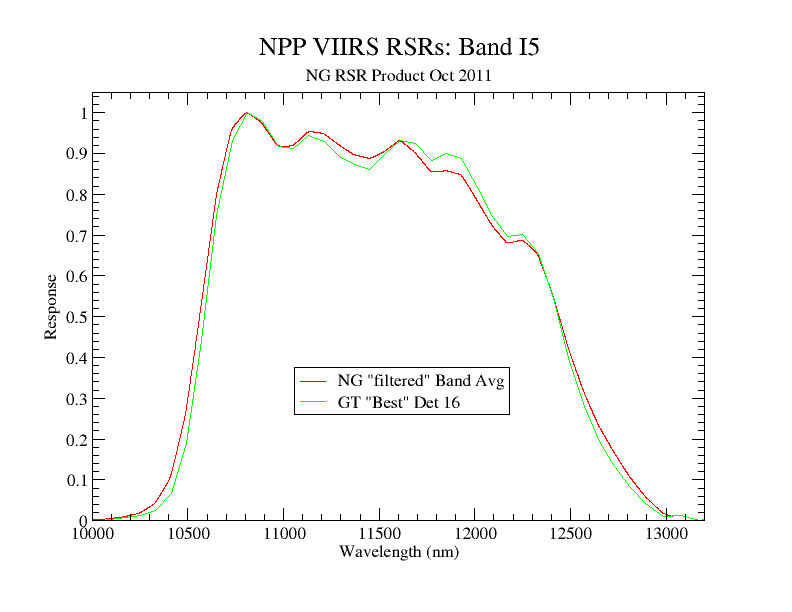 NPP VIIRS RSRs: Band I5
NG RSR Product Oct 2011
1
0.9
0.8
0.7
0.6
0.5
0.4
0.3
0.2
0.1
0
Response
NG "filtered" Band Avg
GT "Best" Det 16
10000 10500 11000 11500 12000 12500 13000
Wavelength (nm)